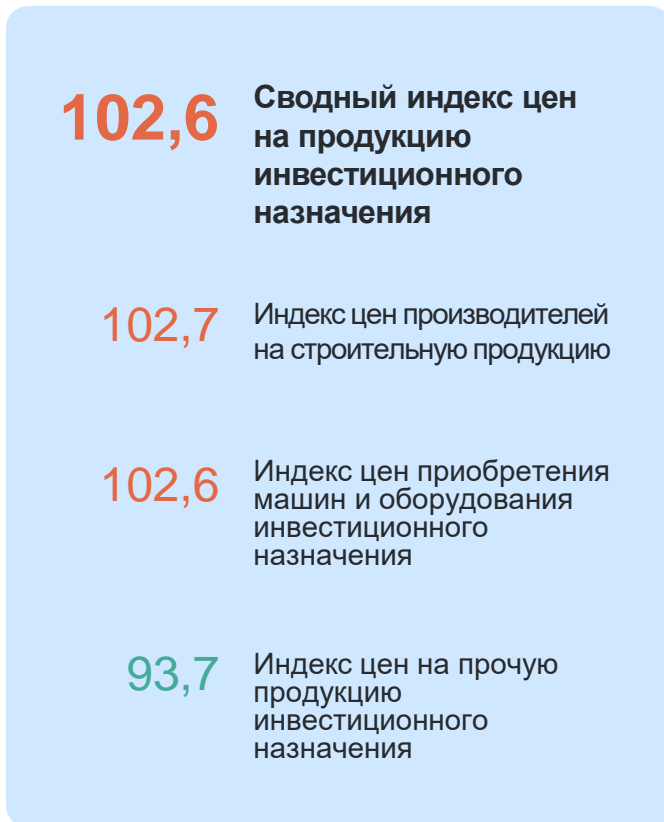 102,6
Сводный индекс цен
на продукцию
инвестиционного
назначения
102,7
Индекс цен производителей
на строительную продукцию
102,6
Индекс цен приобретения
машин и оборудования
инвестиционного
назначения
93,7
Индекс цен на прочую
продукцию
инвестиционного
назначения